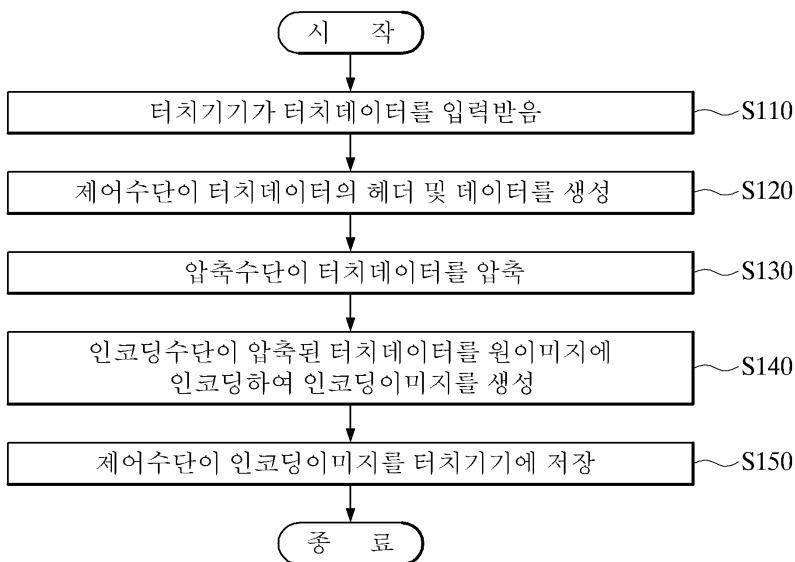 시 작
터치기기가 터치데이터를 입력받음
S110
제어수단이 터치데이터의 헤더 및 데이터를 생성
S120
압축수단이 터치데이터를 압축
S130
인코딩수단이 압축된 터치데이터를 원이미지에
인코딩하여 인코딩이미지를 생성
S140
제어수단이 인코딩이미지를 터치기기에 저장
S150
종 료